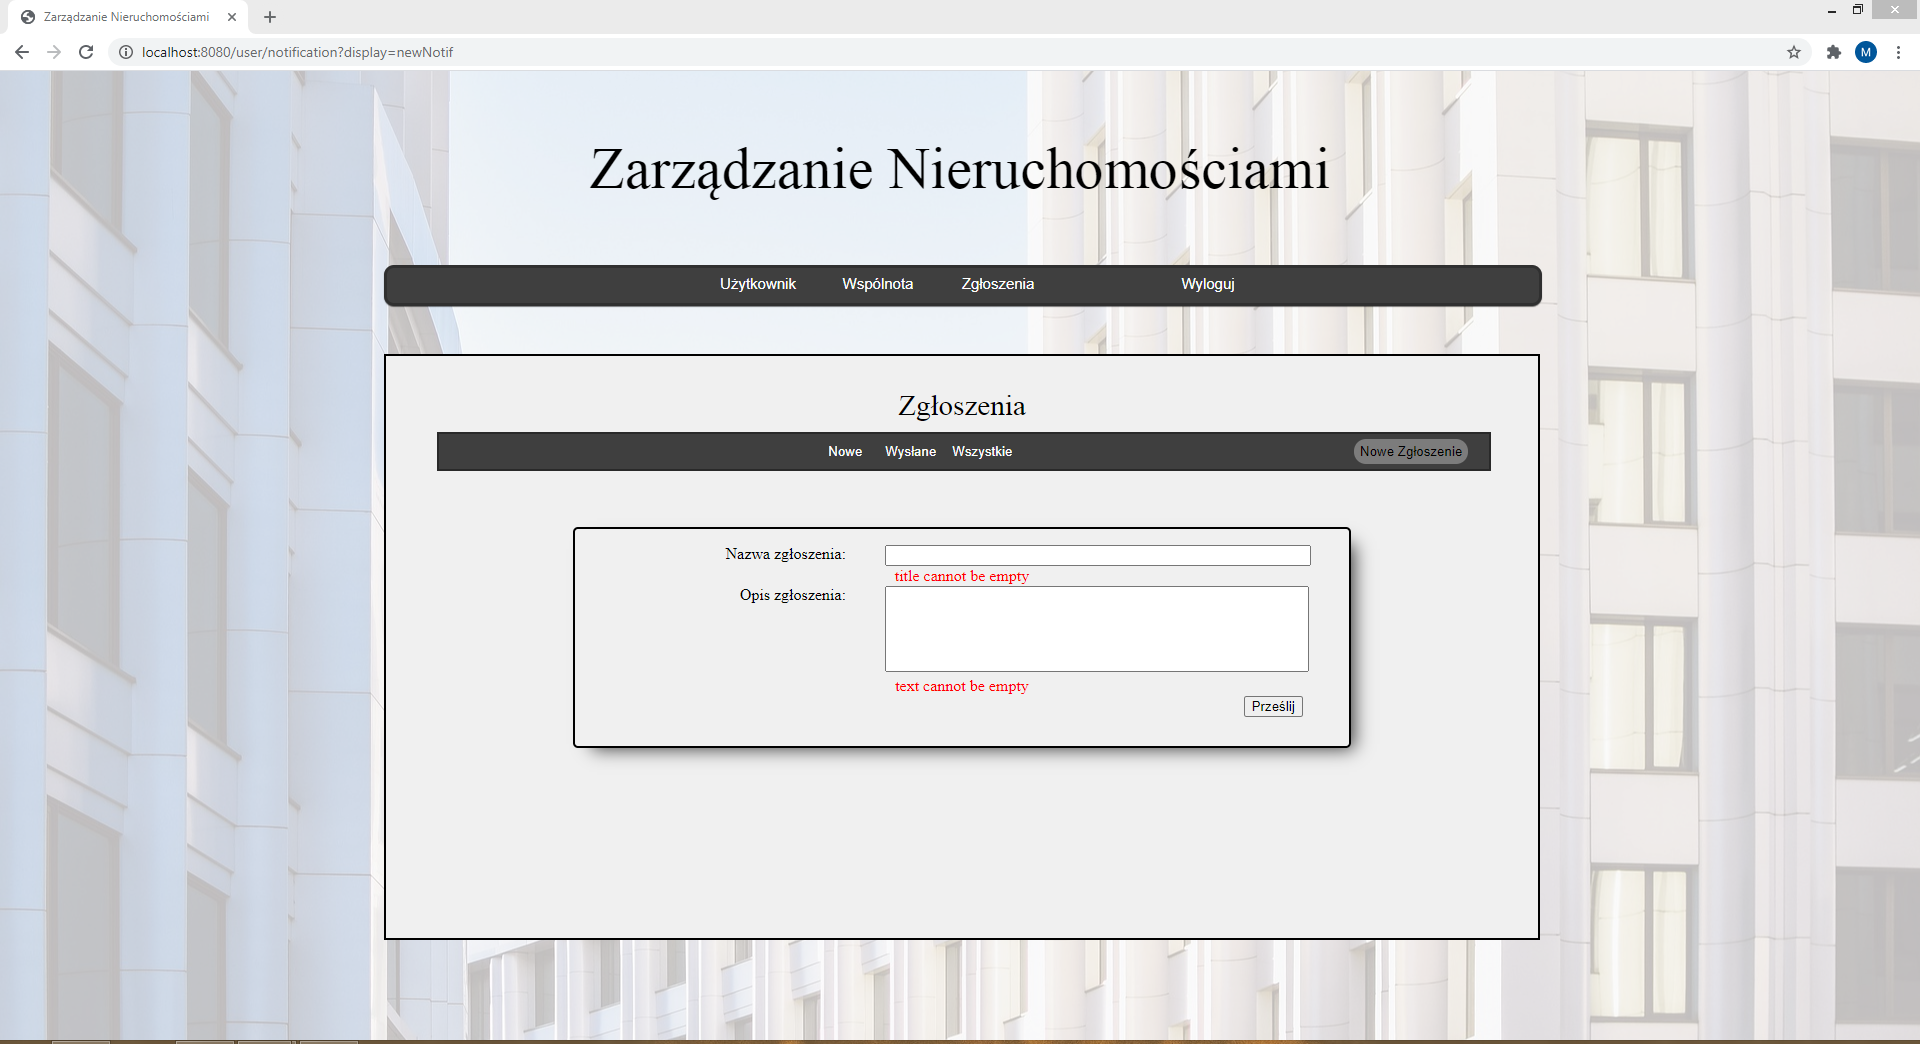 Zarządzanie Nieruchomościami
localhost:8080/user/notification?display=newNotif
M
Zarządzanie Nieruchomościami
Użytkownik Wspólnota Zgłoszenia Wyloguj
Zgłoszenia
Nowe Wysłane Wszystkie Nowe Zgłoszenie
Nazwa zgłoszenia:
title cannot be empty
Opis zgłoszenia:
text cannot be empty
Prześlij